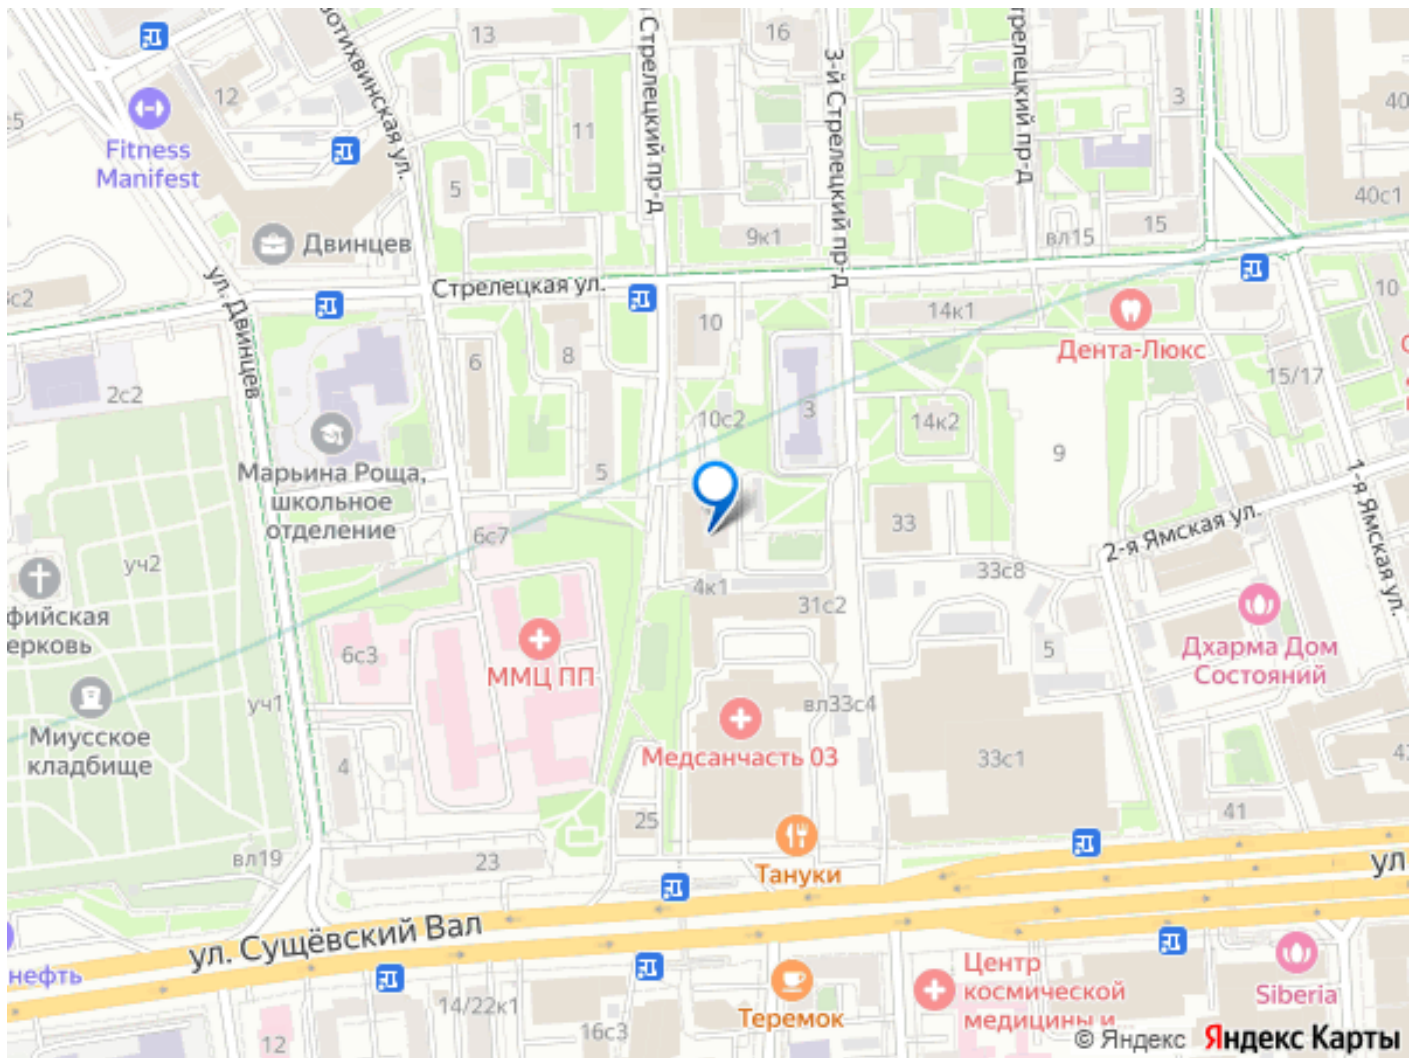 13
16
12
Fitness
Manifest
11
5
3
40
40с1
15
вл15
9к1
Двинцев
Стрелецкая ул.
3-й Стрелецкий пр-д
Стрелецкий пр-д
ул. Двинцев
2с2
6
8
10
10с2
5
3
14к1
14к2
Дента-Люкс
10
15/17
9
33
33с8
Марьина Роща,
школьное
отделение
6с7
уч2
уч1
6с3
ММЦ ПП
4к1
31с2
2-я Ямская ул.
1-я Ямская ул.
Дхарма Дом
Состояний
5
Миусское
кладбище
4
Медсанчасть 03
вл33с4
33с1
41
25
23
вл19
Тануки
ул. Сущёвский Вал
ул
14/22к1
16с3
12
Теремок
Центр
космической
медицины и
Siberia
© Яндекс Яндекс Карты